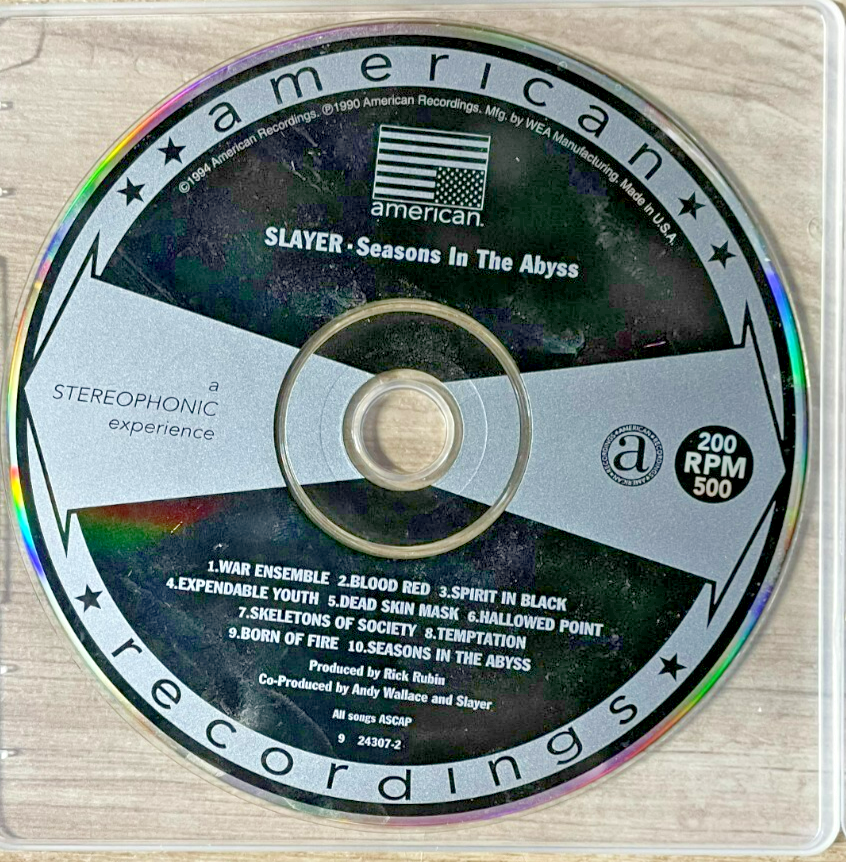 american
©1994 American Recordings. ℗1990 American Recordings. Mfg. by WEA Manufacturing. Made in U.S.A.
american
SLAYER · Seasons In The Abyss
a
STEREOPHONIC
experience
AMERICAN RECORDINGS AMERICAN RECORDINGS
a
200
RPM
500
1.WAR ENSEMBLE 2.BLOOD RED 3.SPIRIT IN BLACK
4.EXPENDABLE YOUTH 5.DEAD SKIN MASK 6.HALLOWED POINT
7.SKELETONS OF SOCIETY 8.TEMPTATION
9.BORN OF FIRE 10.SEASONS IN THE ABYSS
Produced by Rick Rubin
Co-Produced by Andy Wallace and Slayer
All songs ASCAP
9 24307-2
recordings